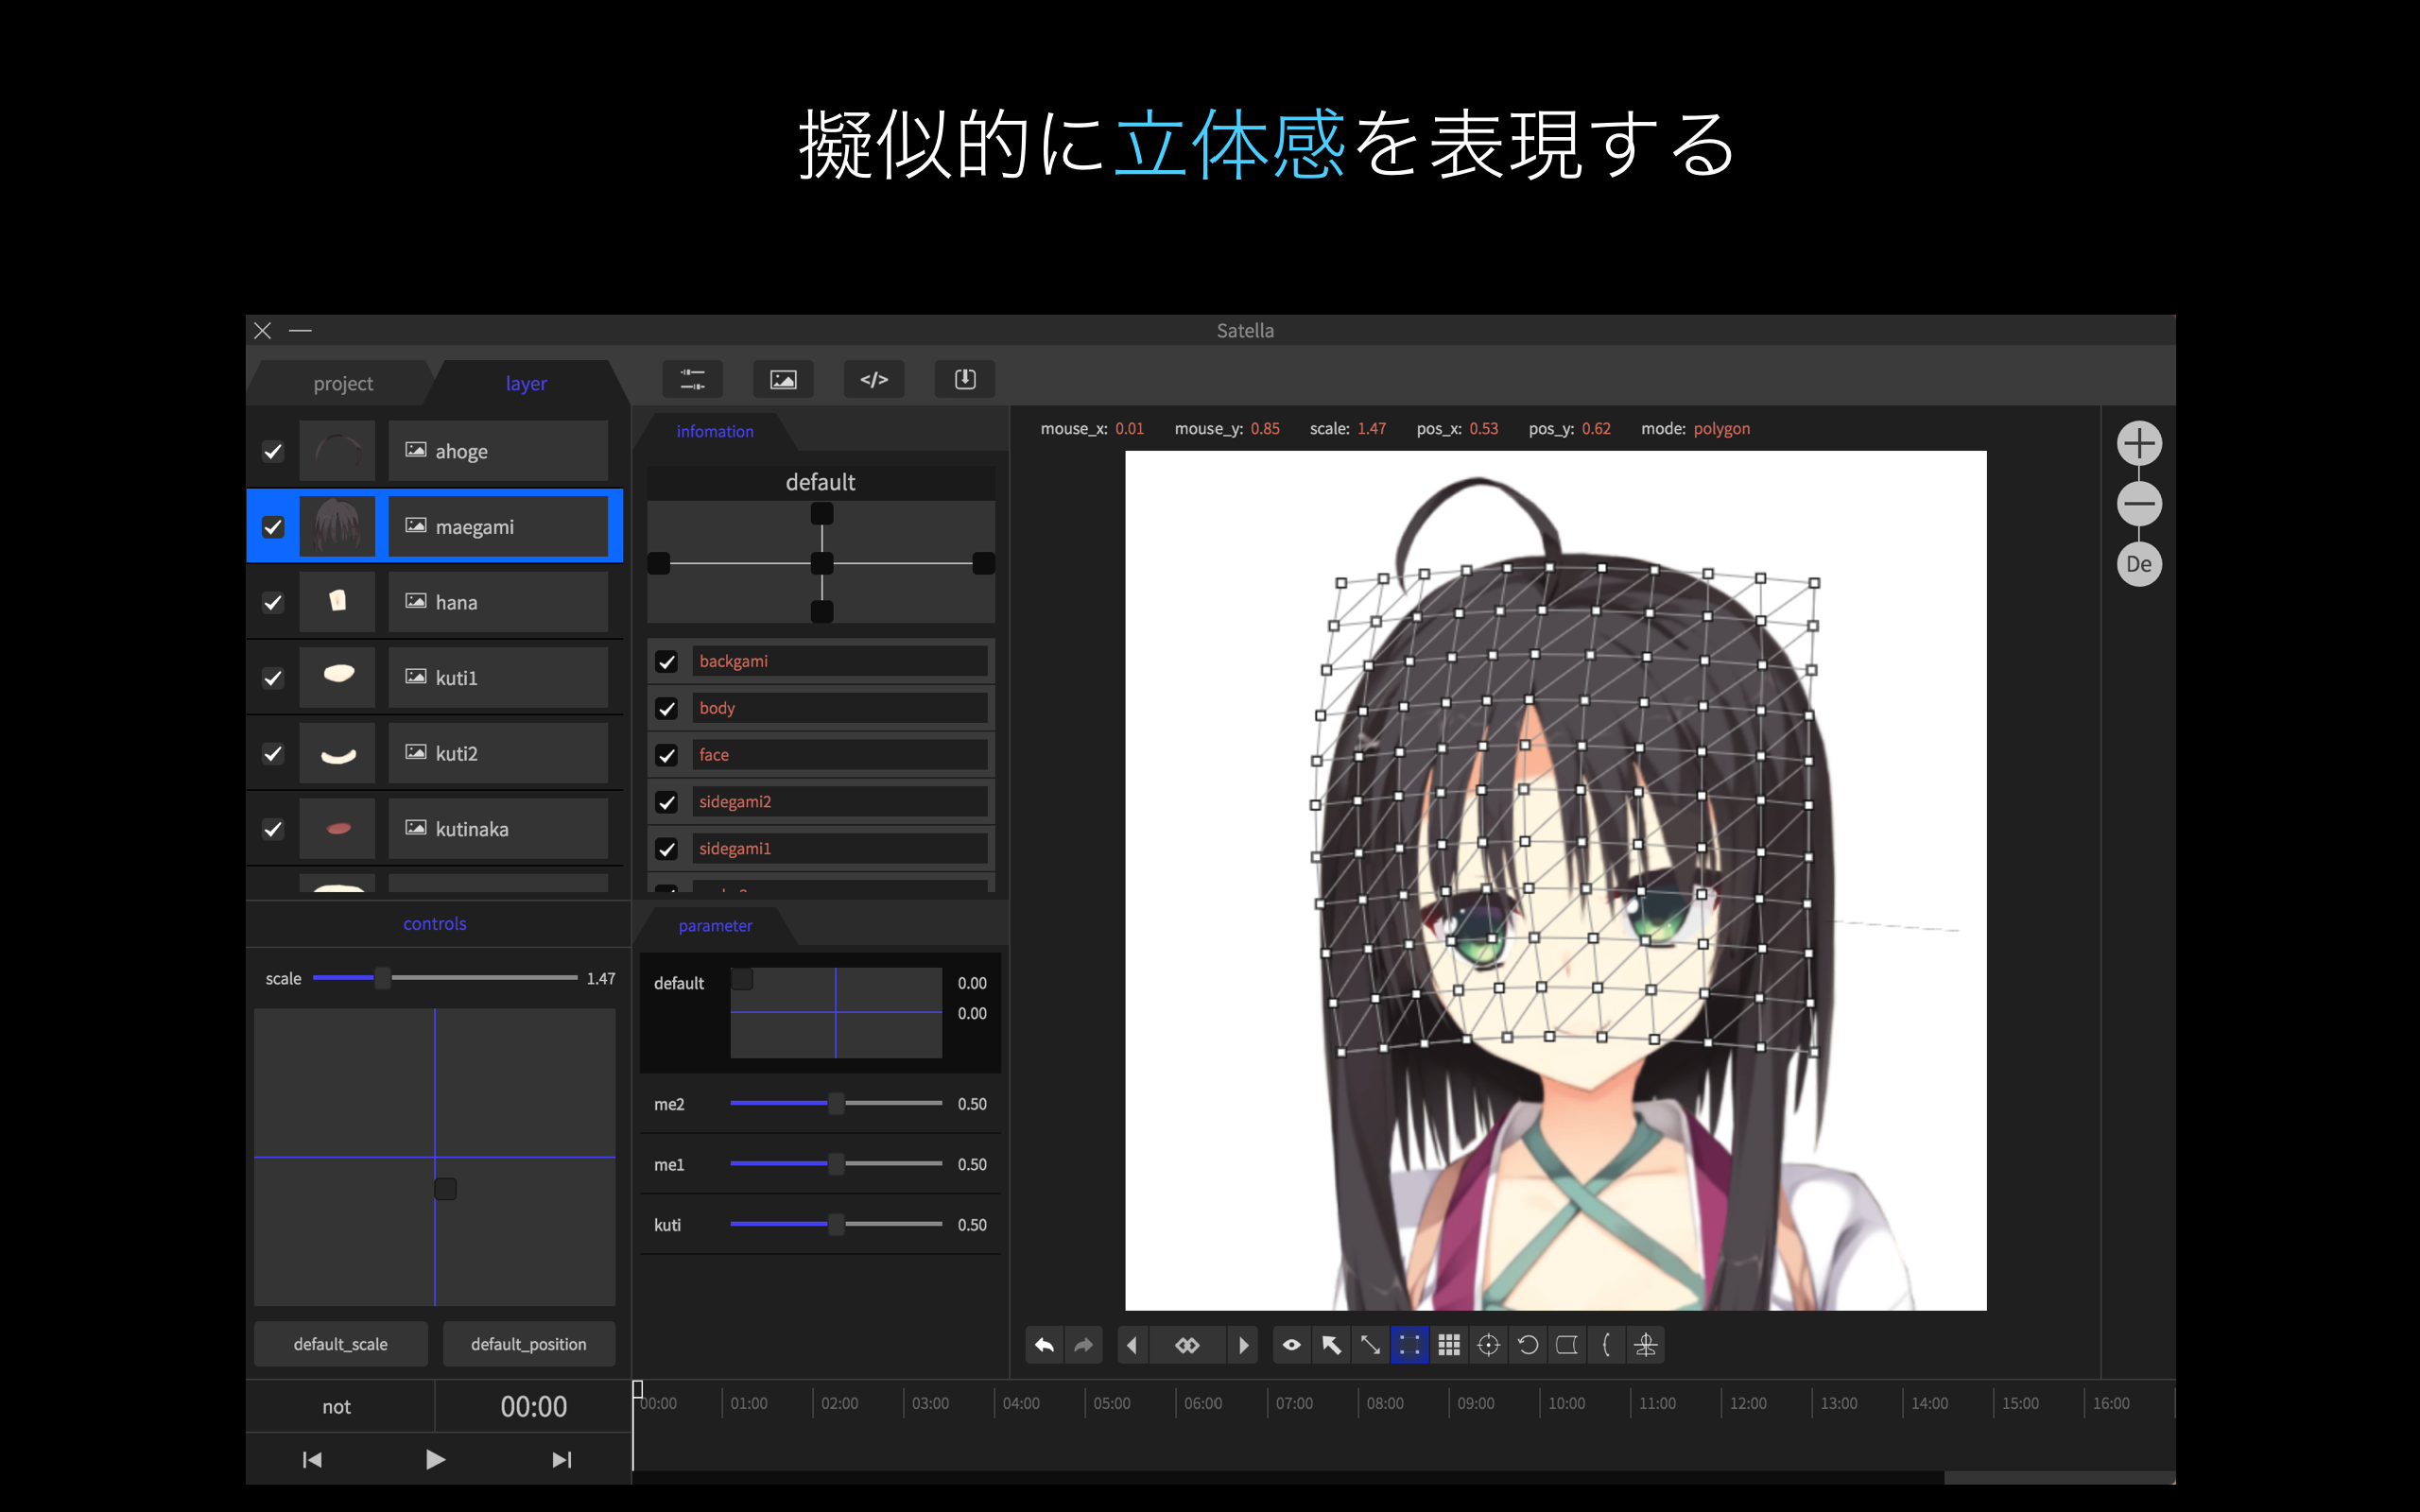 擬似的に立体感を表現する
Satella
project
layer
ahoge
maegami
hana
kuti1
kuti2
kutinaka
controls
scale
1.47
default_scale
default_position
not
00:00
infomation
default
backgami
body
face
sidegami2
sidegami1
parameter
default
0.00
0.00
me2
0.50
me1
0.50
kuti
0.50
mouse_x: 0.01 mouse_y: 0.85 scale: 1.47 pos_x: 0.53 pos_y: 0.62 mode: polygon
De
00:00 01:00 02:00 03:00 04:00 05:00 06:00 07:00 08:00 09:00 10:00 11:00 12:00 13:00 14:00 15:00 16:00